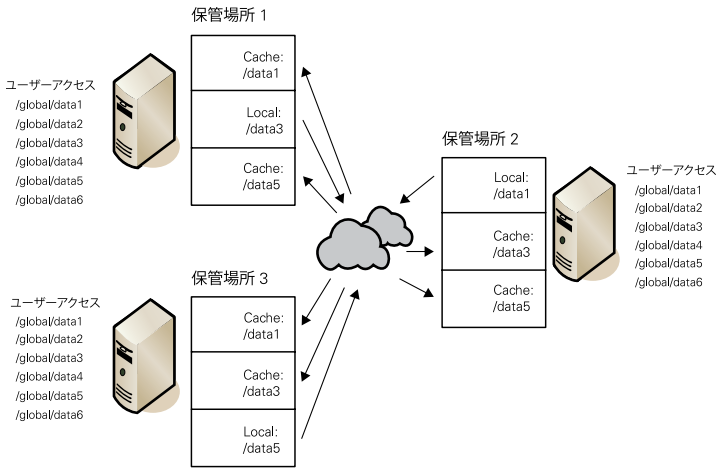 保管場所 1
Cache:
/data1
Local:
/data3
Cache:
/data5
ユーザーアクセス
/global/data1
/global/data2
/global/data3
/global/data4
/global/data5
/global/data6
保管場所 2
Local:
/data1
Cache:
/data3
Cache:
/data5
ユーザーアクセス
/global/data1
/global/data2
/global/data3
/global/data4
/global/data5
/global/data6
保管場所 3
Cache:
/data1
Cache:
/data3
Local:
/data5
ユーザーアクセス
/global/data1
/global/data2
/global/data3
/global/data4
/global/data5
/global/data6